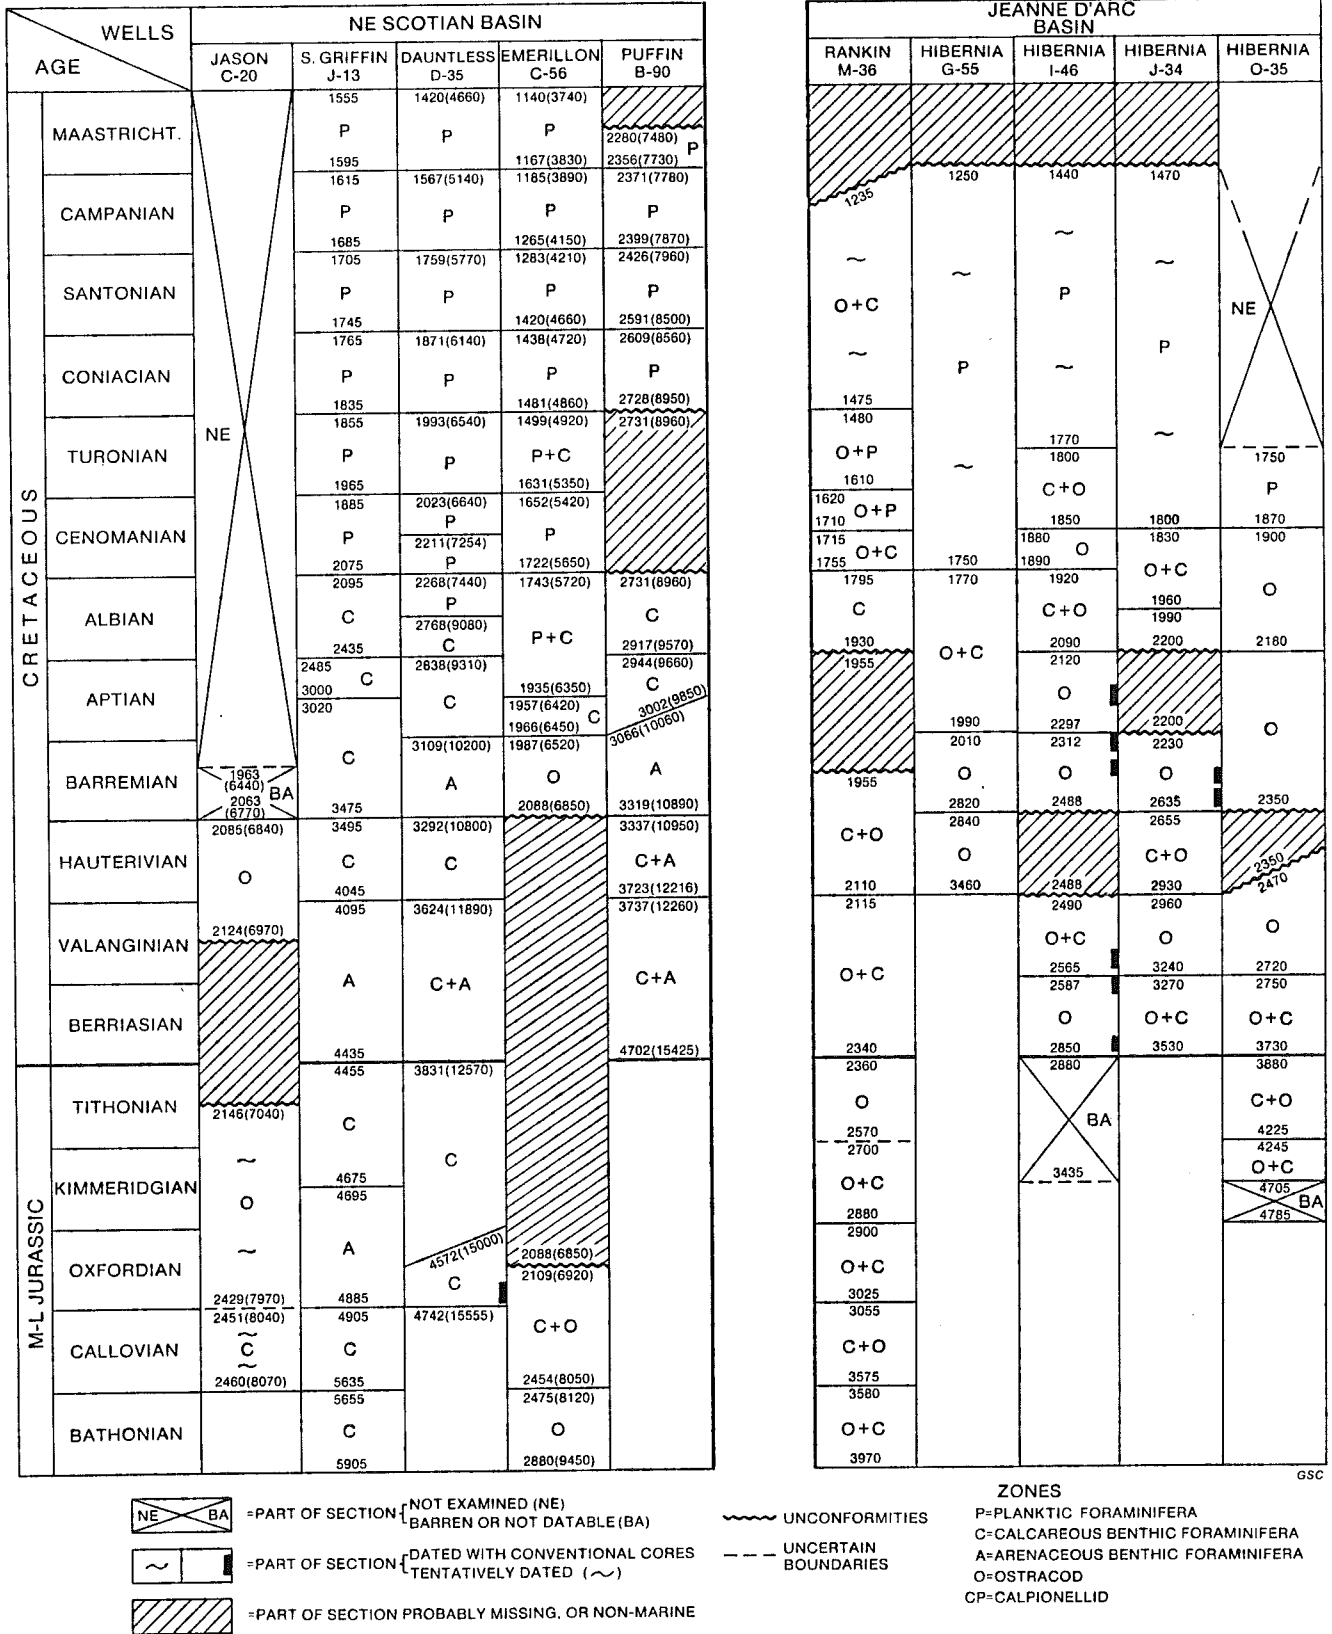 WELLS
AGE
NE SCOTIAN BASIN
JASON C-20
S. GRIFFIN J-13
DAUNTLESS D-35
EMERILLON C-56
PUFFIN B-90
JEANNE D'ARC
BASIN
RANKIN M-36
HIBERNIA G-55
HIBERNIA I-46
HIBERNIA J-34
HIBERNIA O-35
CRETACEOUS
MAASTRICHT.
1555 1420(4660) 1140(3740)
P P P 2280(7480) P
1595 1167(3830) 2356(7730)
1250 1440 1470
CAMPANIAN
1615 1567(5140) 1185(3890) 2371(7780)
1235
P P P P
~
1685 1265(4150) 2399(7870)
SANTONIAN
1705 1759(5770) 1283(4210) 2426(7960)
~ ~ ~
P P P P
O+C P NE
1745 1420(4660) 2591(8500)
CONIACIAN
1765 1871(6140) 1438(4720) 2609(8560)
~ P ~ P
P P P P
1835 1481(4860) 2728(8950)
1475
TURONIAN
NE
1855 1993(6540) 1499(4920) 2731(8960)
1480 ~
1770
P P P+C
O+P ~ 1800 1750
1965 1631(5350)
1610 C+O P
CENOMANIAN
1885 2023(6640) 1652(5420)
1620 O+P
1710 1850 1800 1870
P P P
2211(7254)
1715 1880 1830 1900
O+C O
2075 P 1722(5650)
1755 1750 1890
ALBIAN
2095 2268(7440) 1743(5720) 2731(8960)
1795 1770 1920 O+C
C P P+C C
C C+O 1960 O
2768(9080) 1990
2435 C 2917(9570)
1930 O+C 2090 2200 2180
APTIAN
2485 2838(9310) 2944(9660)
1955 2120
C C C
3000 1935(6350)
O
3020 1957(6420) C 3002(9850)
1966(6450) 3066(10060)
1990 2297 2200 O
BARREMIAN
3109(10200) 1987(6520)
2010 2312 2230
1963 (6440) C A O A
BA
1955 O O O
2063 (6770) 3475 2088(6850) 3319(10890)
2820 2488 2635 2350
HAUTERIVIAN
2085(6840) 3495 3292(10800) 3337(10950)
2840 2655
O C C C+A
C+O O C+O 2350
4045 3723(12216)
2110 3460 2488 2930 2470
VALANGINIAN
4095 3624(11890) 3737(12260)
2115 2490 2960
2124(6970)
O+C O O
2565 3240 2720
A C+A C+A
O+C
BERRIASIAN
2587 3270 2750
O O+C O+C
4435 4702(15425)
2340 2850 3530 3730
M-L JURASSIC
TITHONIAN
4455 3831(12570)
2360 2880 3880
2146(7040) C
O BA C+O
2570 4225
KIMMERIDGIAN
~ C
2700 4245
4675 3435 O+C
O 4695
O+C 4705 BA
2880 4785
OXFORDIAN
~ A 4572(15000) 2088(6850)
2900
C 2109(6920)
O+C
2429(7970) 4885
3025
CALLOVIAN
2451(8040) 4905 4742(15555)
3055
~
C C C+O
C+O
~
2460(8070) 5635 2454(8050)
3575
BATHONIAN
5655 2475(8120)
3580
C O
O+C
5905 2880(9450)
3970
GSC
NE BA =PART OF SECTION { NOT EXAMINED (NE)
BARREN OR NOT DATABLE (BA)
~ =PART OF SECTION { DATED WITH CONVENTIONAL CORES
TENTATIVELY DATED (~)
=PART OF SECTION PROBABLY MISSING, OR NON-MARINE
UNCONFORMITIES
UNCERTAIN
BOUNDARIES
ZONES
P=PLANKTIC FORAMINIFERA
C=CALCAREOUS BENTHIC FORAMINIFERA
A=ARENACEOUS BENTHIC FORAMINIFERA
O=OSTRACOD
CP=CALPIONELLID